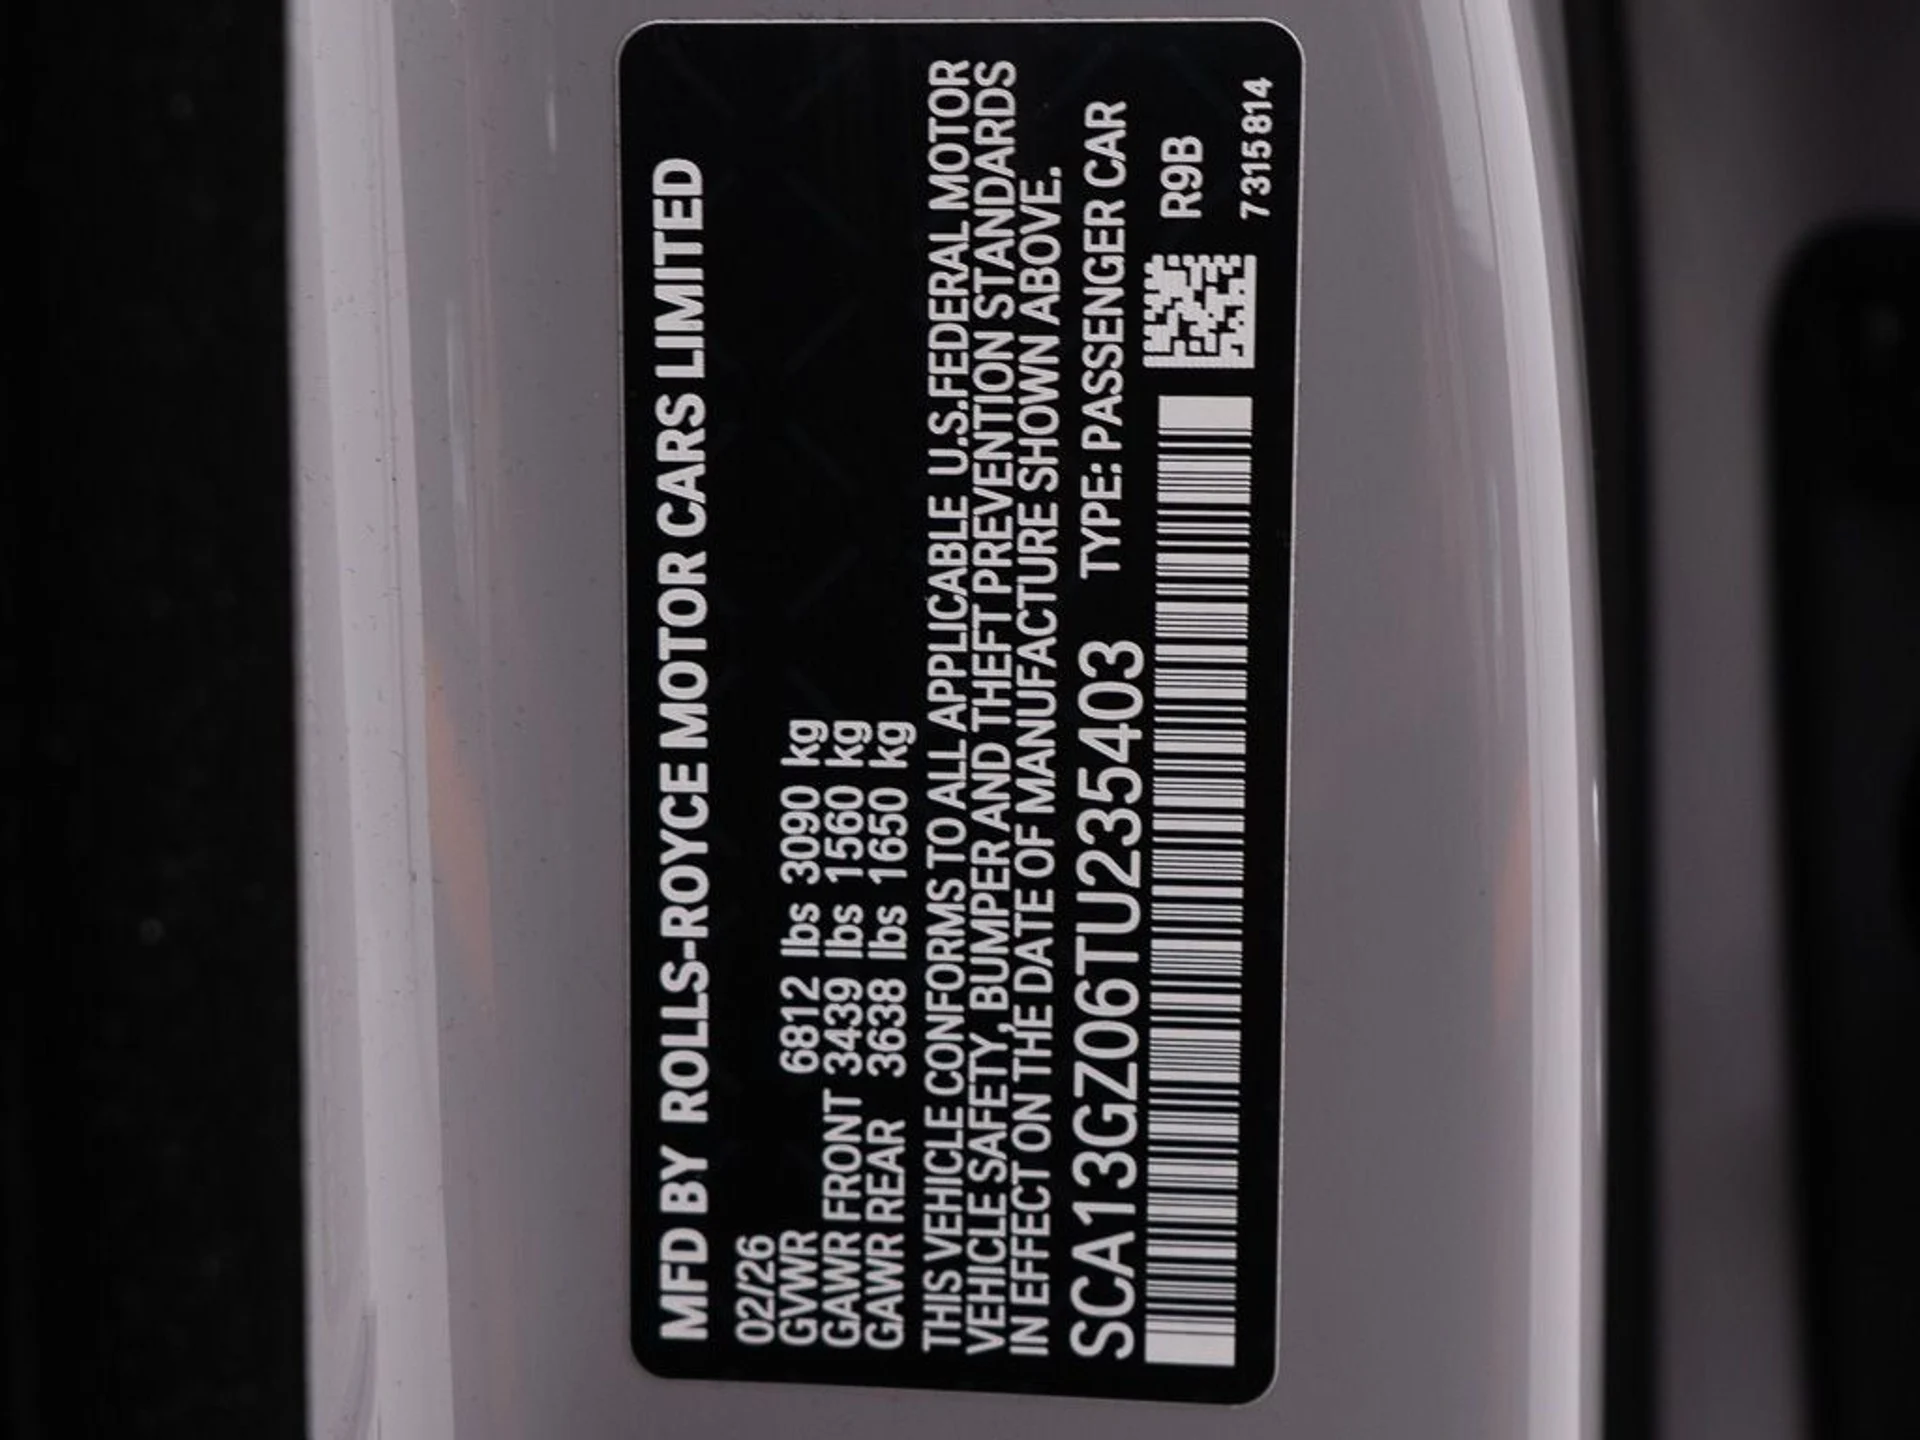 MFD BY ROLLS-ROYCE MOTOR CARS LIMITED
02/26
GVWR 6812 lbs 3090 kg
GAWR FRONT 3439 lbs 1560 kg
GAWR REAR 3638 lbs 1650 kg
THIS VEHICLE CONFORMS TO ALL APPLICABLE U.S.FEDERAL MOTOR
VEHICLE SAFETY, BUMPER AND THEFT PREVENTION STANDARDS
IN EFFECT ON THE DATE OF MANUFACTURE SHOWN ABOVE.
SCA13GZ06TU235403 TYPE: PASSENGER CAR
R9B
7315814